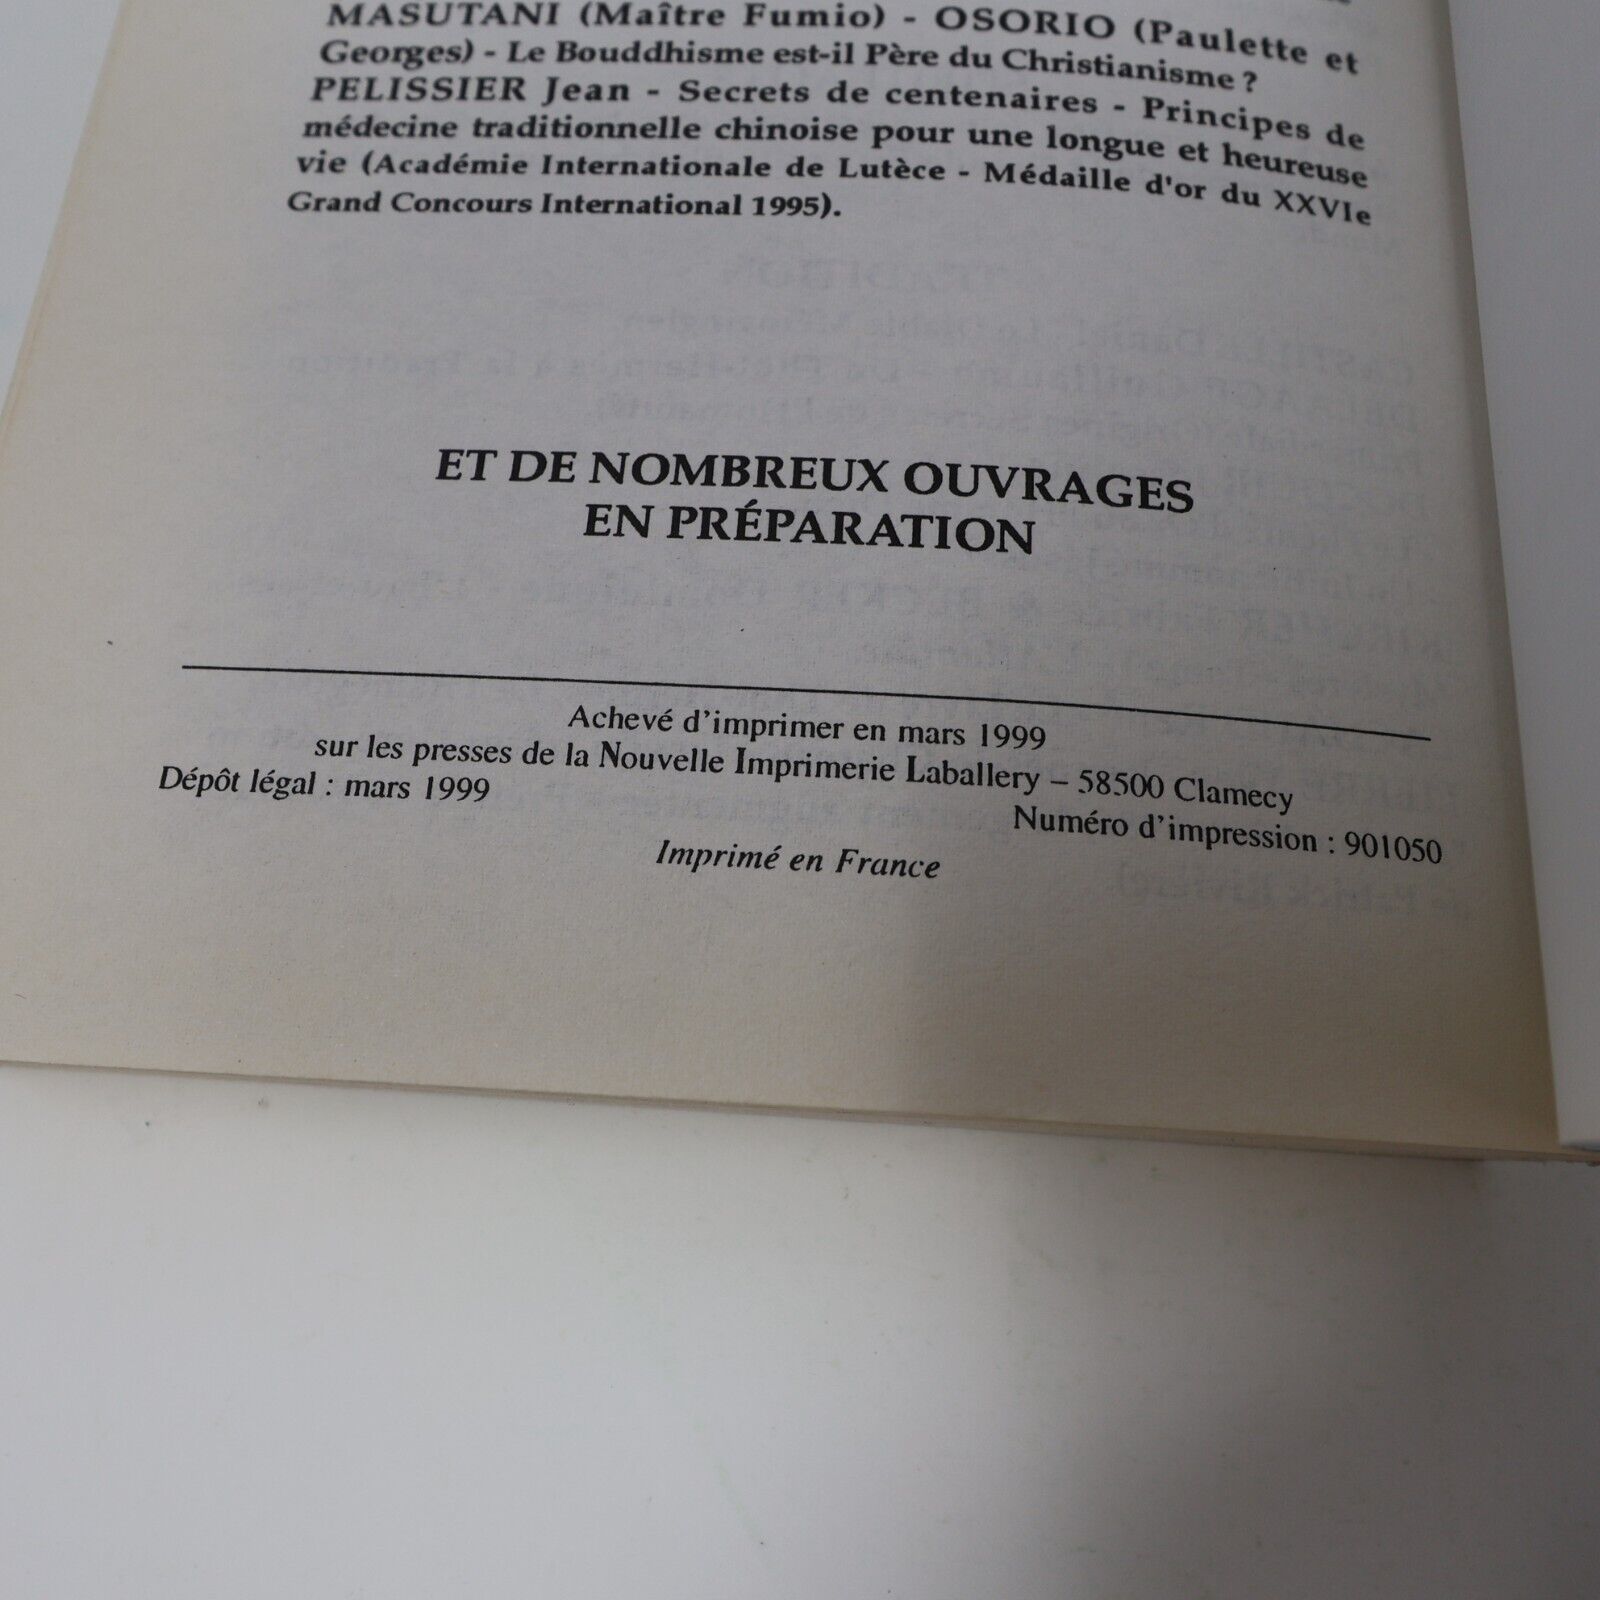 MASUTANI (Maître Fumio) - OSORIO (Paulette et
Georges) - Le Bouddhisme est-il Père du Christianisme ?
PELISSIER Jean - Secrets de centenaires - Principes de
médecine traditionnelle chinoise pour une longue et heureuse
vie (Académie Internationale de Lutèce - Médaille d'or du XXVIe
Grand Concours International 1995).
ET DE NOMBREUX OUVRAGES
EN PRÉPARATION
Achevé d'imprimer en mars 1999
sur les presses de la Nouvelle Imprimerie Laballery – 58500 Clamecy
Dépôt légal : mars 1999
Numéro d'impression : 901050
Imprimé en France